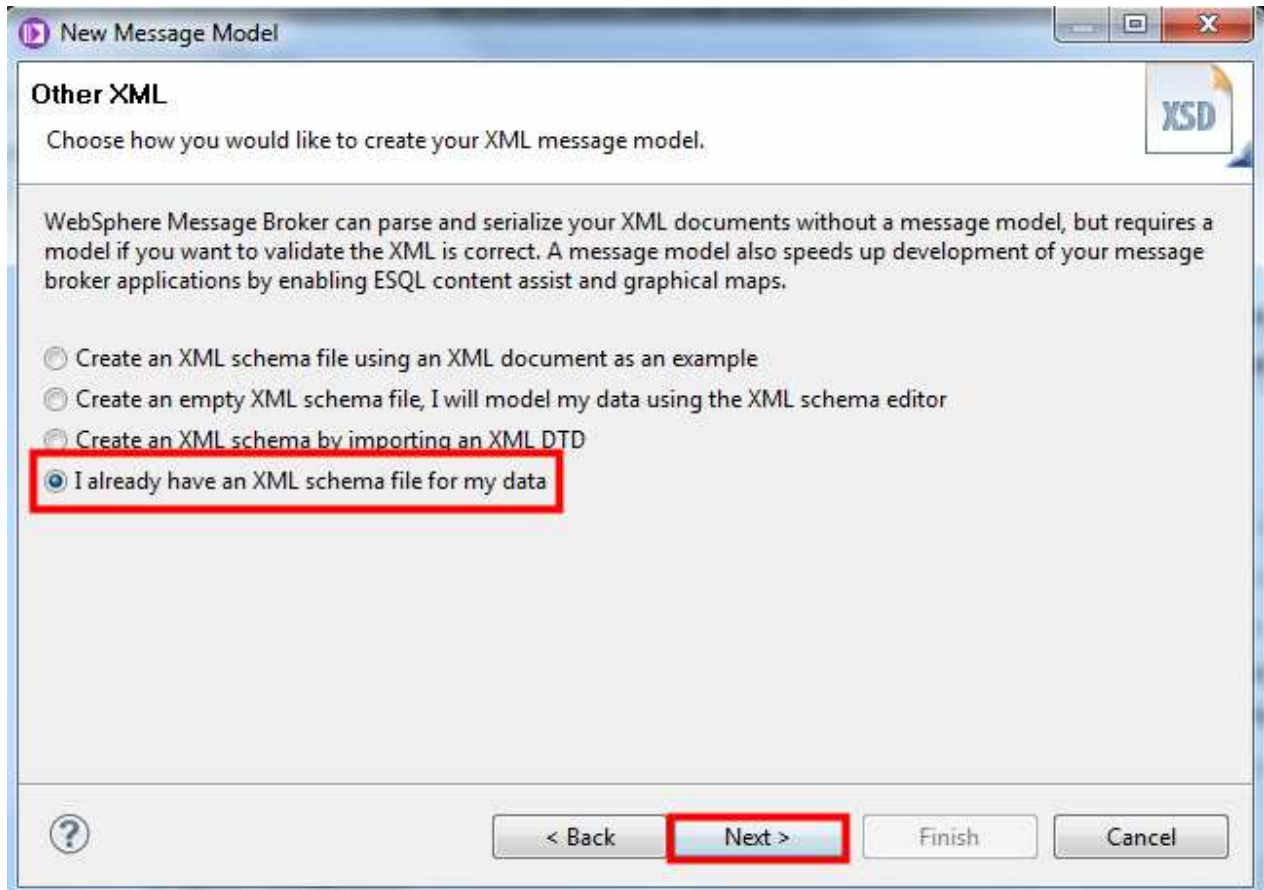 New Message Model
Other XML
XSD
Choose how you would like to create your XML message model.
WebSphere Message Broker can parse and serialize your XML documents without a message model, but requires a
model if you want to validate the XML is correct. A message model also speeds up development of your message
broker applications by enabling ESQL content assist and graphical maps.
Create an XML schema file using an XML document as an example
Create an empty XML schema file, I will model my data using the XML schema editor
Create an XML schema by importing an XML DTD
I already have an XML schema file for my data
?
< Back
Next >
Finish
Cancel